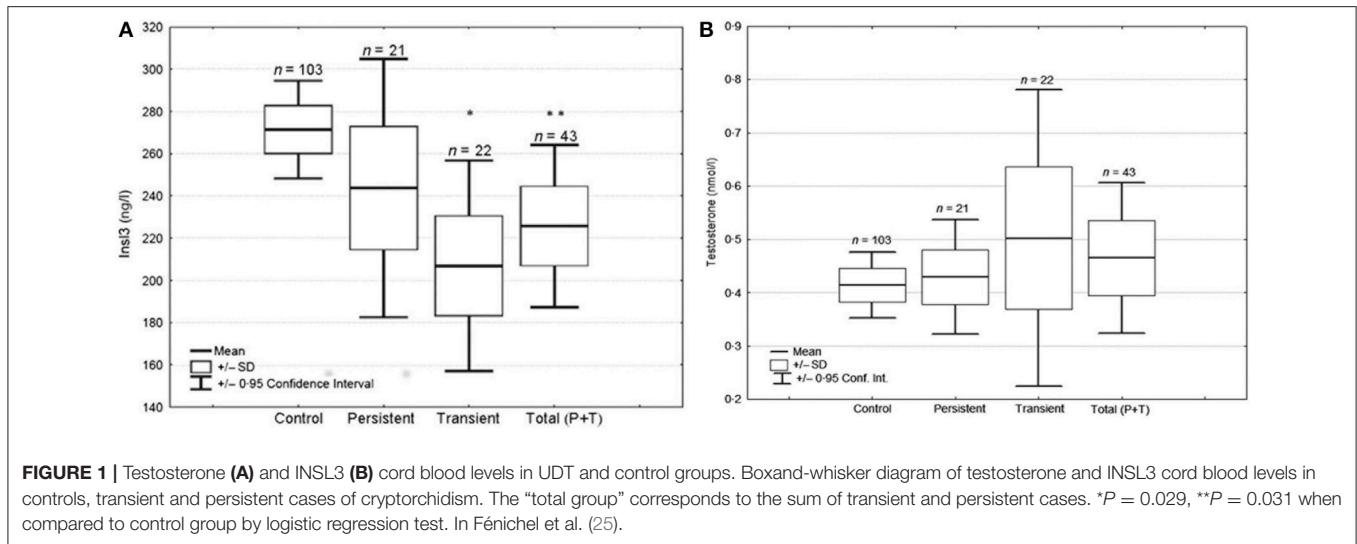 A
320
300
280
260
240
220
200
180
160
140
Insl3 (ng/l)
n = 103
n = 21
*
n = 22
**
n = 43
Mean
+/− SD
+/− 0·95 Confidence Interval
Control Persistent Transient Total (P+T)
B
0·9
0·8
0·7
0·6
0·5
0·4
0·3
0·2
Testosterone (nmol/l)
n = 103
n = 21
n = 22
n = 43
Mean
+/− SD
+/− 0·95 Conf. Int.
Control Persistent Transient Total (P+T)
FIGURE 1 | Testosterone (A) and INSL3 (B) cord blood levels in UDT and control groups. Boxand-whisker diagram of testosterone and INSL3 cord blood levels in
controls, transient and persistent cases of cryptorchidism. The “total group” corresponds to the sum of transient and persistent cases. *P = 0.029, **P = 0.031 when
compared to control group by logistic regression test. In Fénichel et al. (25).